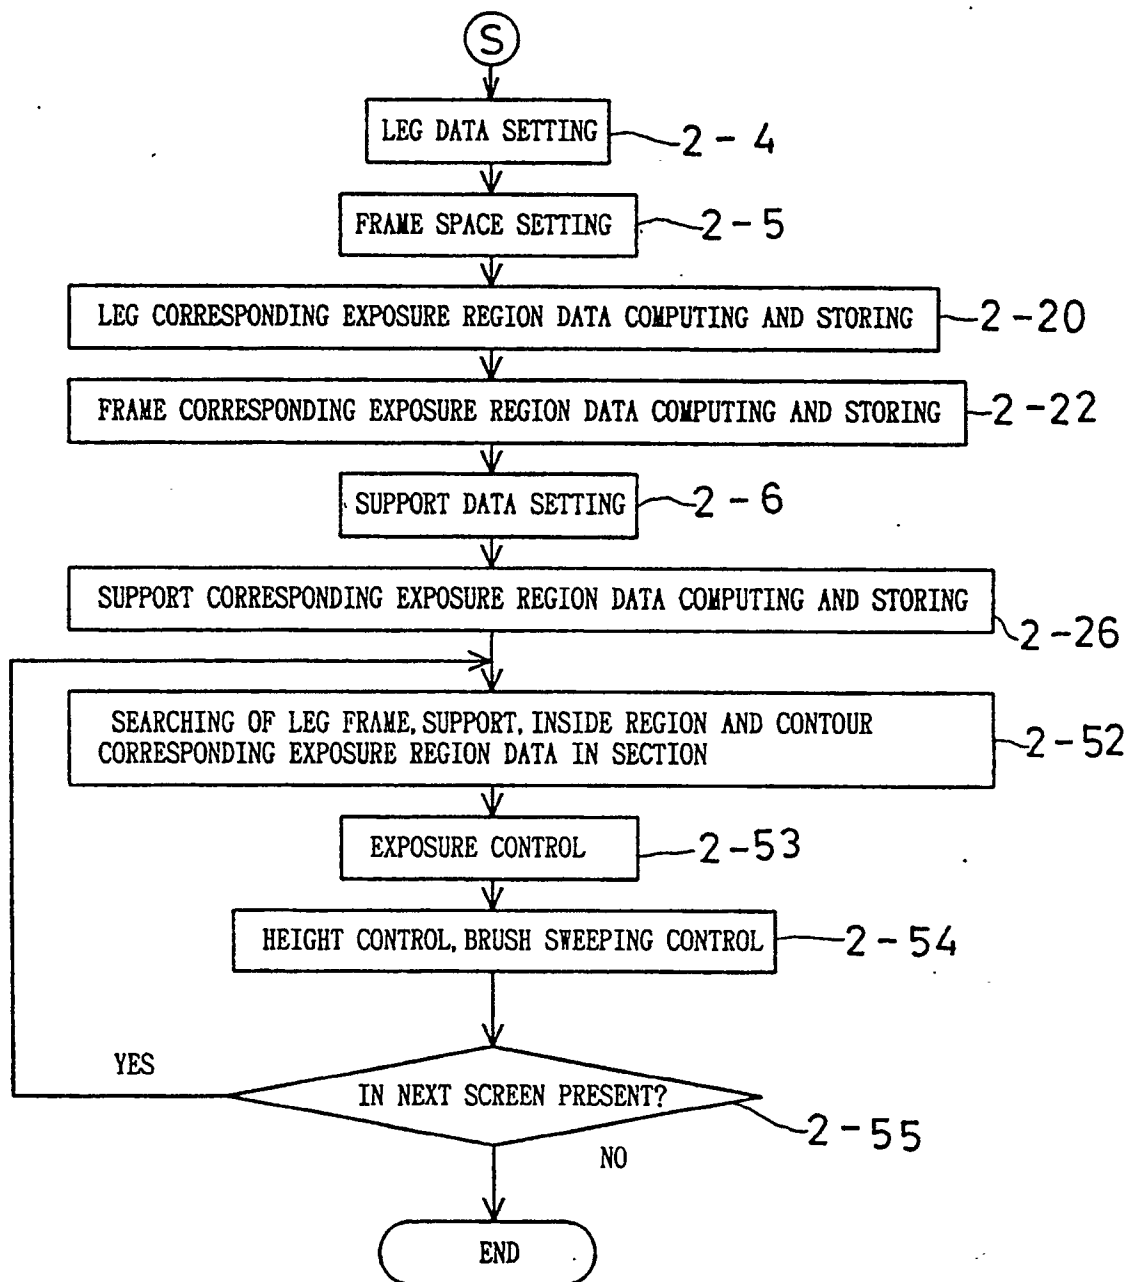 S
LEG DATA SETTING
2-4
FRAME SPACE SETTING
2-5
LEG CORRESPONDING EXPOSURE REGION DATA COMPUTING AND STORING
2-20
FRAME CORRESPONDING EXPOSURE REGION DATA COMPUTING AND STORING
2-22
SUPPORT DATA SETTING
2-6
SUPPORT CORRESPONDING EXPOSURE REGION DATA COMPUTING AND STORING
2-26
SEARCHING OF LEG FRAME, SUPPORT, INSIDE REGION AND CONTOUR
CORRESPONDING EXPOSURE REGION DATA IN SECTION
2-52
EXPOSURE CONTROL
2-53
HEIGHT CONTROL, BRUSH SWEEPING CONTROL
2-54
YES
IN NEXT SCREEN PRESENT?
2-55
NO
END